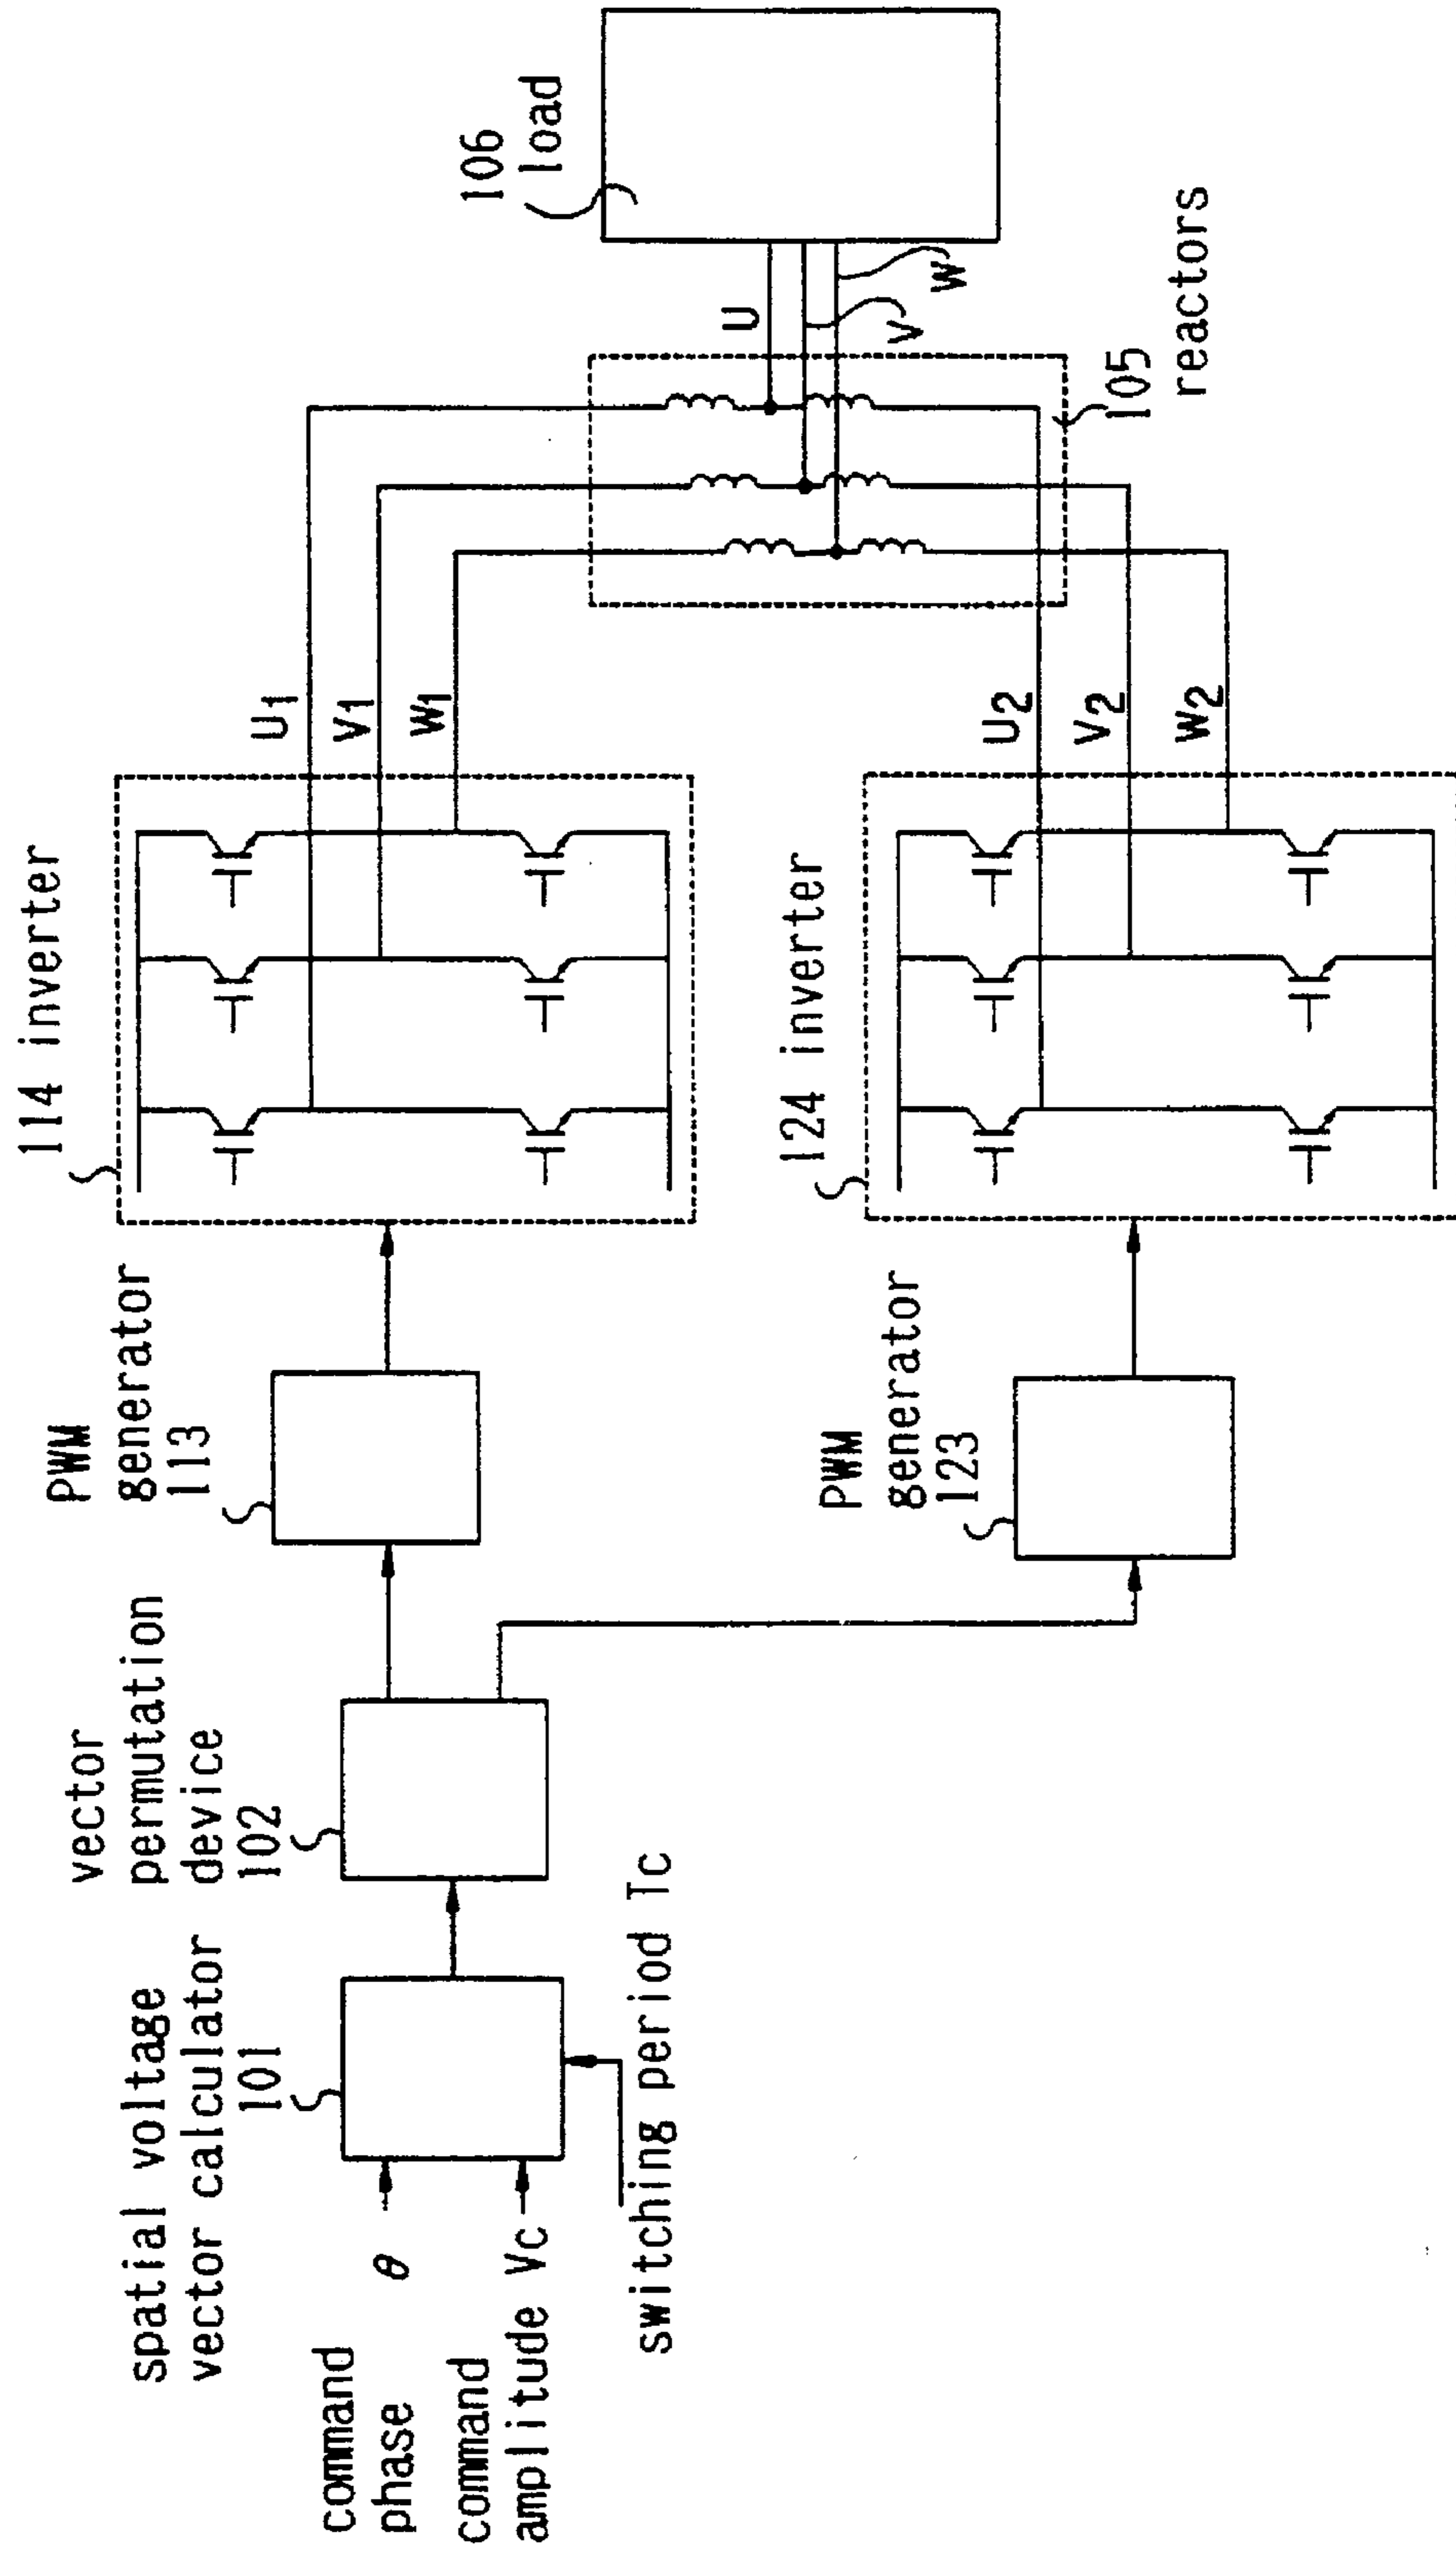 command
phase θ
command
amplitude Vc
switching period Tc
spatial voltage
vector calculator
101
vector
permutation
device
102
PWM
generator
113
PWM
generator
123
114 inverter
124 inverter
U1
V1
W1
U2
V2
W2
105
reactors
U
V
W
106
load